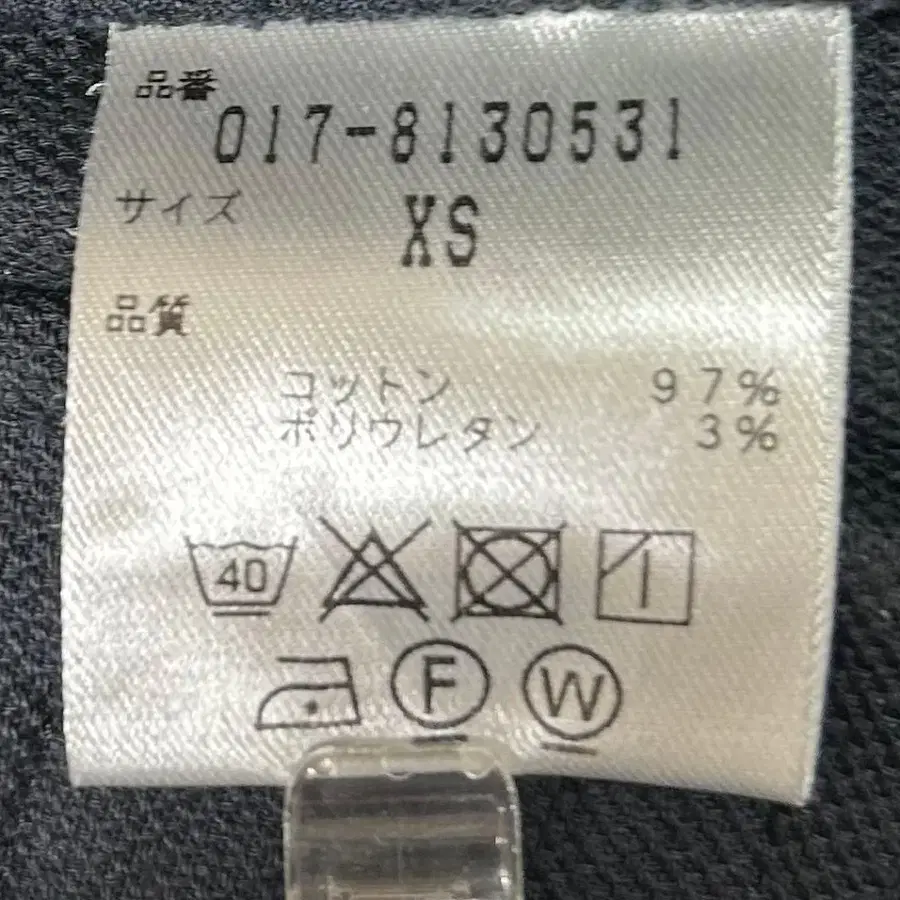 品番
017-8130531
サイズ XS
品質
コットン 97%
ポリウレタン 3%
40
F W